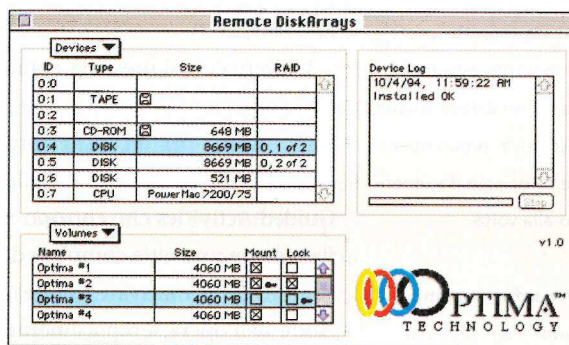 Remote DiskArrays
Devices
ID Type Size RAID
0:0
0:1 TAPE
0:2
0:3 CD-ROM 648 MB
0:4 DISK 8669 MB 0, 1 of 2
0:5 DISK 8669 MB 0, 2 of 2
0:6 DISK 521 MB
0:7 CPU PowerMac 7200/75
Device Log
10/4/94, 11:59:22 AM
Installed OK
Stop
v1.0
Volumes
Name Size Mount Lock
Optima #1 4060 MB
Optima #2 4060 MB
Optima #3 4060 MB
Optima #4 4060 MB
OPTIMA™
TECHNOLOGY